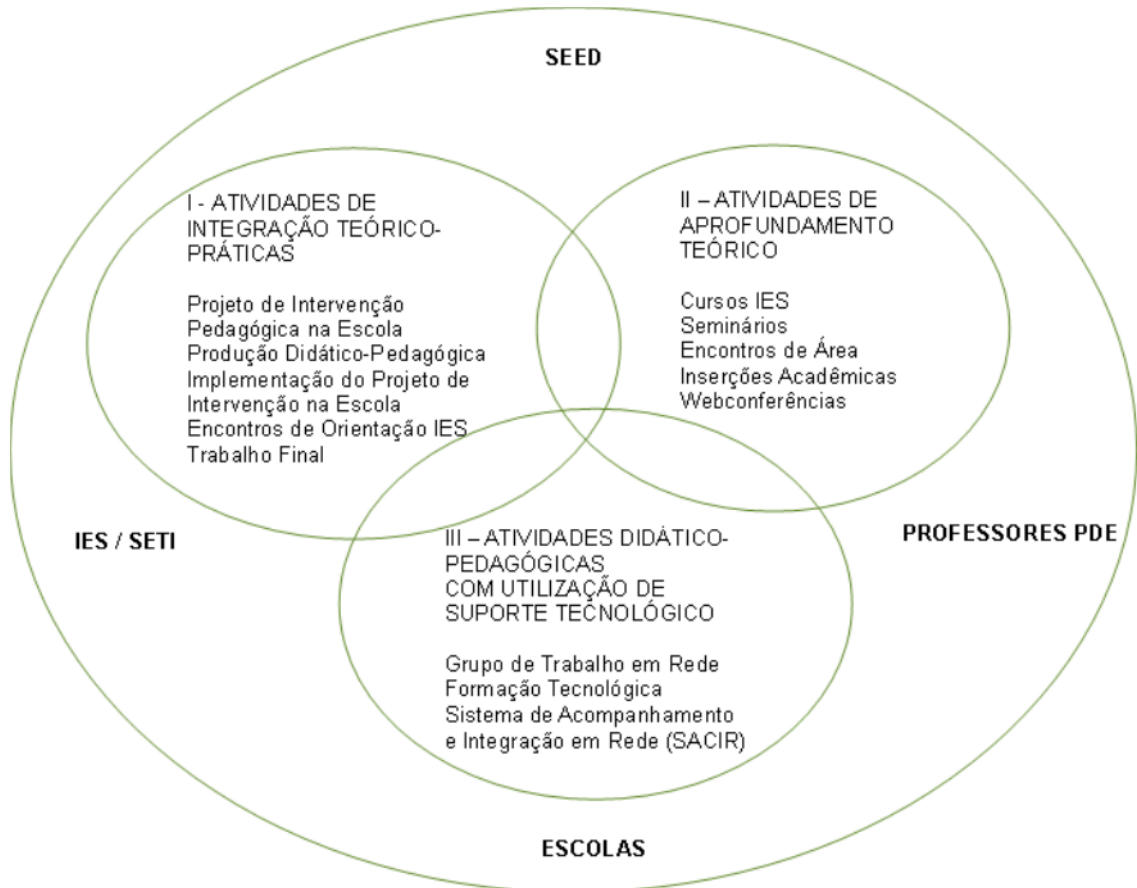 SEED
I - ATIVIDADES DE
INTEGRAÇÃO TEÓRICO-
PRÁTICAS
Projeto de Intervenção
Pedagógica na Escola
Produção Didático-Pedagógica
Implementação do Projeto de
Intervenção na Escola
Encontros de Orientação IES
Trabalho Final
II – ATIVIDADES DE
APROFUNDAMENTO
TEÓRICO
Cursos IES
Seminários
Encontros de Área
Inserções Acadêmicas
Webconferências
IES / SETI
PROFESSORES PDE
III – ATIVIDADES DIDÁTICO-
PEDAGÓGICAS
COM UTILIZAÇÃO DE
SUPORTE TECNOLÓGICO
Grupo de Trabalho em Rede
Formação Tecnológica
Sistema de Acompanhamento
e Integração em Rede (SACIR)
ESCOLAS